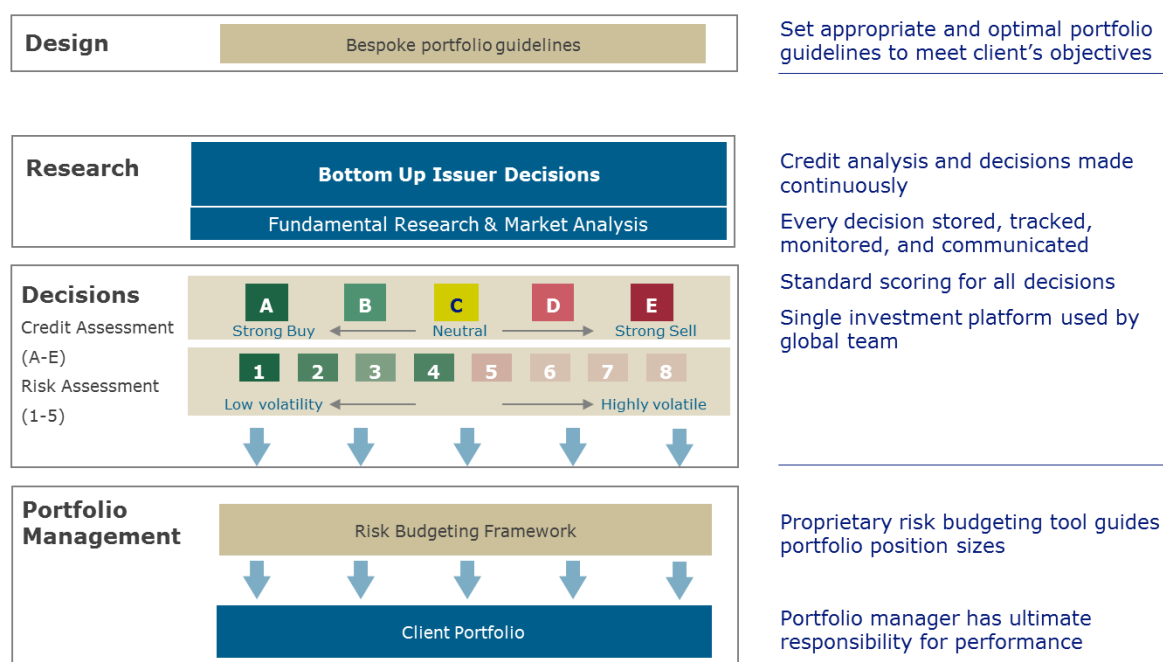 Design
Bespoke portfolio guidelines
Set appropriate and optimal portfolio
guidelines to meet client's objectives
Research
Bottom Up Issuer Decisions
Fundamental Research & Market Analysis
Credit analysis and decisions made
continuously
Every decision stored, tracked,
monitored, and communicated
Standard scoring for all decisions
Single investment platform used by
global team
Decisions
Credit Assessment
(A-E)
Risk Assessment
(1-5)
A B C D E
Strong Buy Neutral Strong Sell
1 2 3 4 5 6 7 8
Low volatility Highly volatile
Portfolio
Management
Risk Budgeting Framework
Client Portfolio
Proprietary risk budgeting tool guides
portfolio position sizes
Portfolio manager has ultimate
responsibility for performance